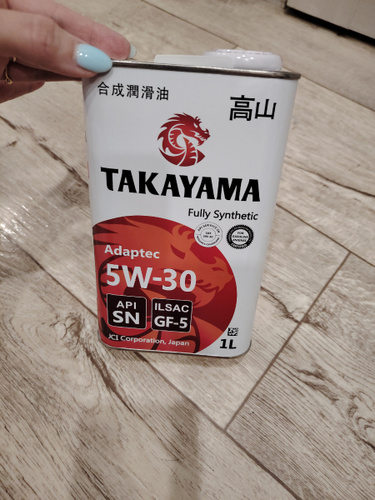 合成潤滑油
高山
TAKAYAMA
Fully Synthetic
Adaptec
5W-30
API
SN
ILSAC
GF-5
JCI Corporation, Japan
1L